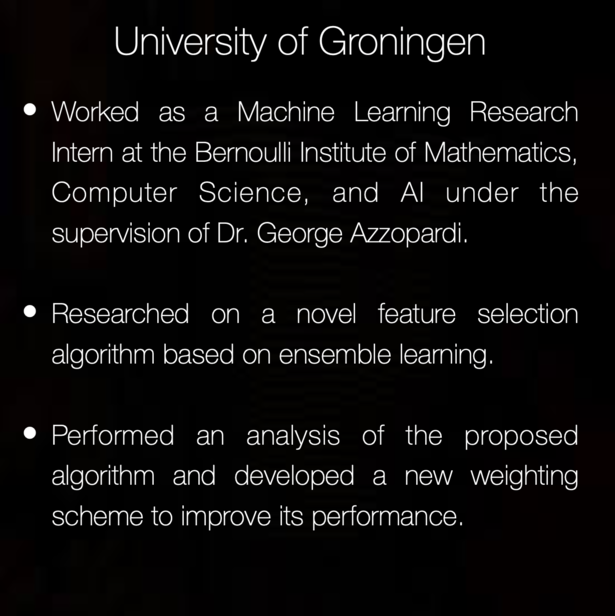 University of Groningen
• Worked as a Machine Learning Research
Intern at the Bernoulli Institute of Mathematics,
Computer Science, and AI under the
supervision of Dr. George Azzopardi.
• Researched on a novel feature selection
algorithm based on ensemble learning.
• Performed an analysis of the proposed
algorithm and developed a new weighting
scheme to improve its performance.